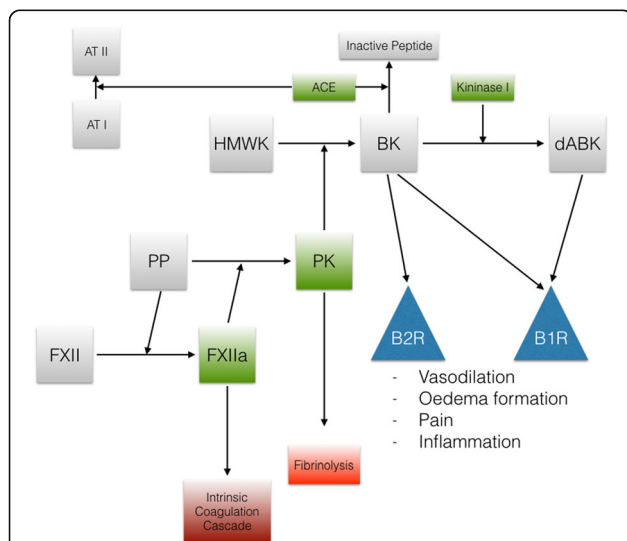 AT II
Inactive Peptide
ACE
Kininase I
AT I
HMWK
BK
dABK
PP
PK
FXII
FXIIa
B2R
B1R
- Vasodilation
- Oedema formation
- Pain
- Inflammation
Fibrinolysis
Intrinsic
Coagulation
Cascade